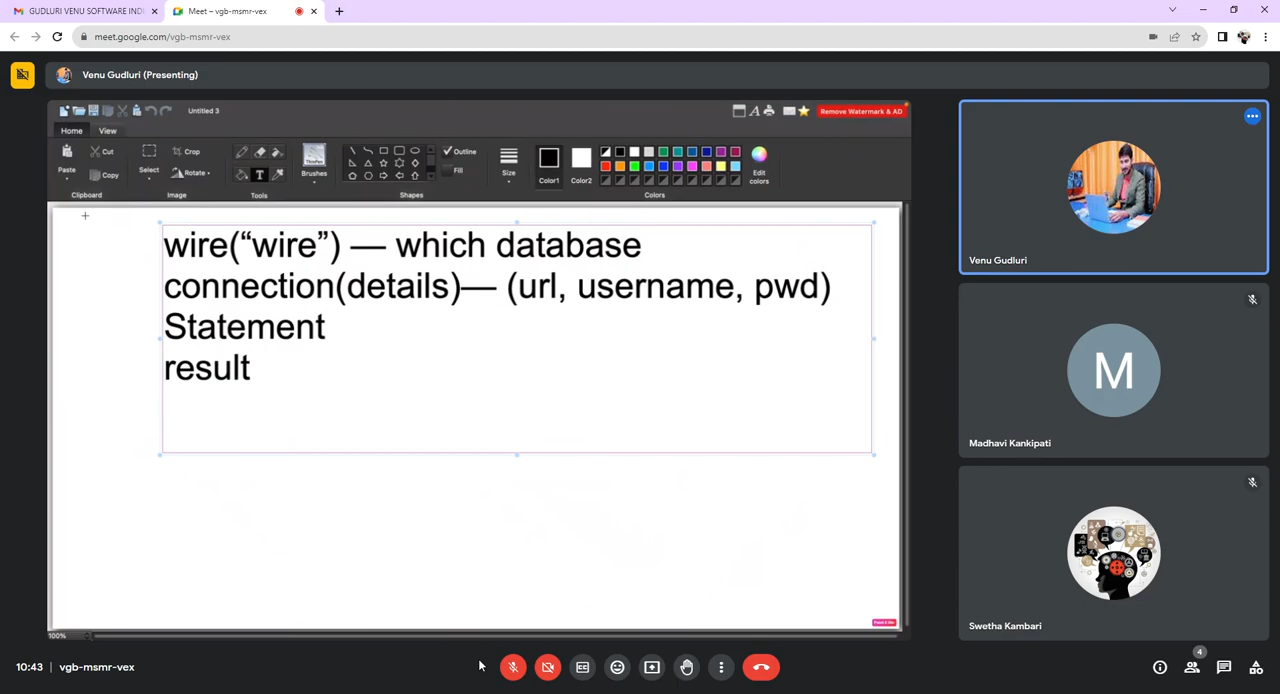 GUDLURI VENU SOFTWARE INDI
Meet – vgb-msmr-vex
meet.google.com/vgb-msmr-vex
Venu Gudluri (Presenting)
Untitled 3
Remove Watermark & AD
Home View
Paste Cut Copy
Clipboard
Select Crop Rotate
Image
Tools
Brushes
Outline
Fill
Shapes
Size
Color1 Color2
Edit colors
Colors
wire(“wire”) — which database
connection(details)— (url, username, pwd)
Statement
result
100%
Venu Gudluri
M
Madhavi Kankipati
Swetha Kambari
10:43 vgb-msmr-vex
4